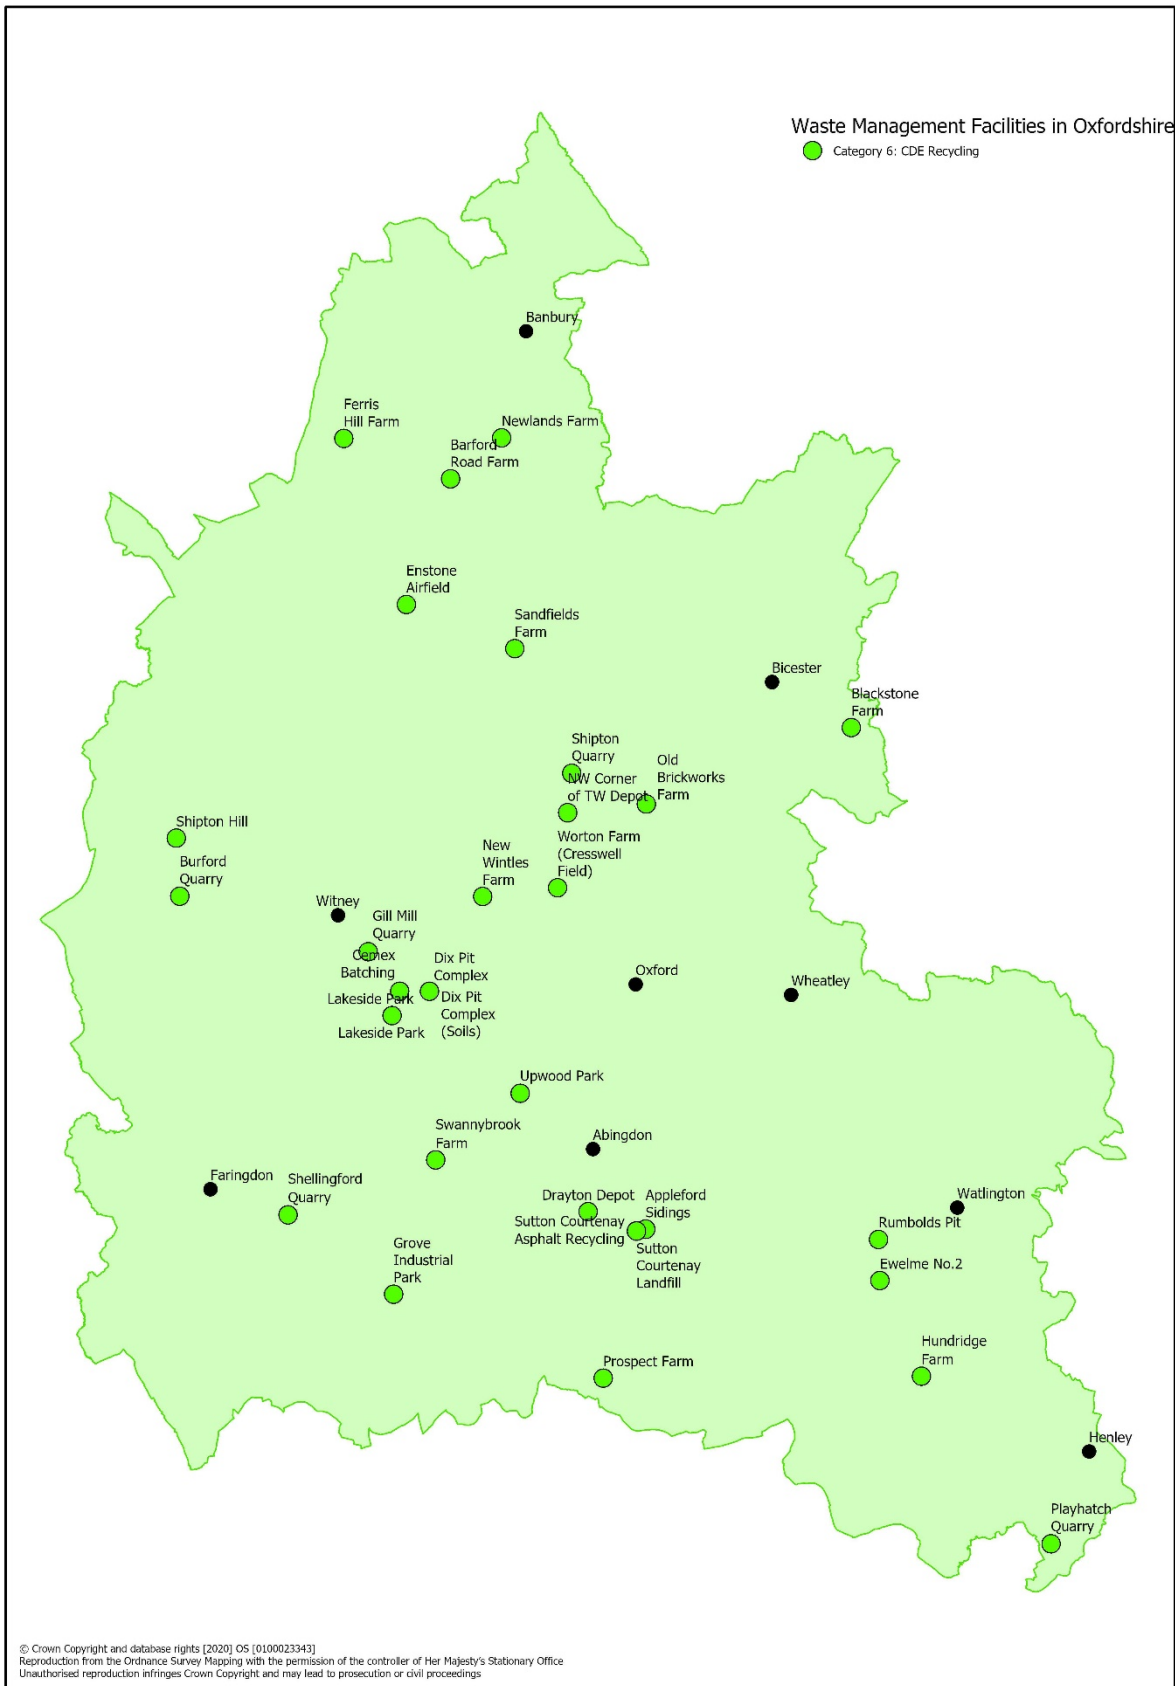 Waste Management Facilities in Oxfordshire
Category 6: CDE Recycling
Banbury
Ferris
Hill Farm
Newlands Farm
Barford
Road Farm
Enstone
Airfield
Sandfields
Farm
Bicester
Blackstone
Farm
Shipton
Quarry
Old
Brickworks
Farm
NW Corner
of TW Depot
Shipton Hill
Burford
Quarry
New
Wintles
Farm
Worton Farm
(Cresswell
Field)
Witney
Gill Mill
Quarry
Cemex
Batching
Dix Pit
Complex
Oxford
Wheatley
Lakeside Park
Dix Pit
Complex
(Soils)
Lakeside Park
Upwood Park
Swannybrook
Farm
Abingdon
Faringdon
Shellingford
Quarry
Drayton Depot
Appleford
Sidings
Sutton Courtenay
Asphalt Recycling
Sutton
Courtenay
Landfill
Watlington
Rumbolds Pit
Ewelme No.2
Grove
Industrial
Park
Prospect Farm
Hundridge
Farm
Henley
Playhatch
Quarry
© Crown Copyright and database rights [2020] OS [0100023343]
Reproduction from the Ordnance Survey Mapping with the permission of the controller of Her Majesty's Stationary Office
Unauthorised reproduction infringes Crown Copyright and may lead to prosecution or civil proceedings